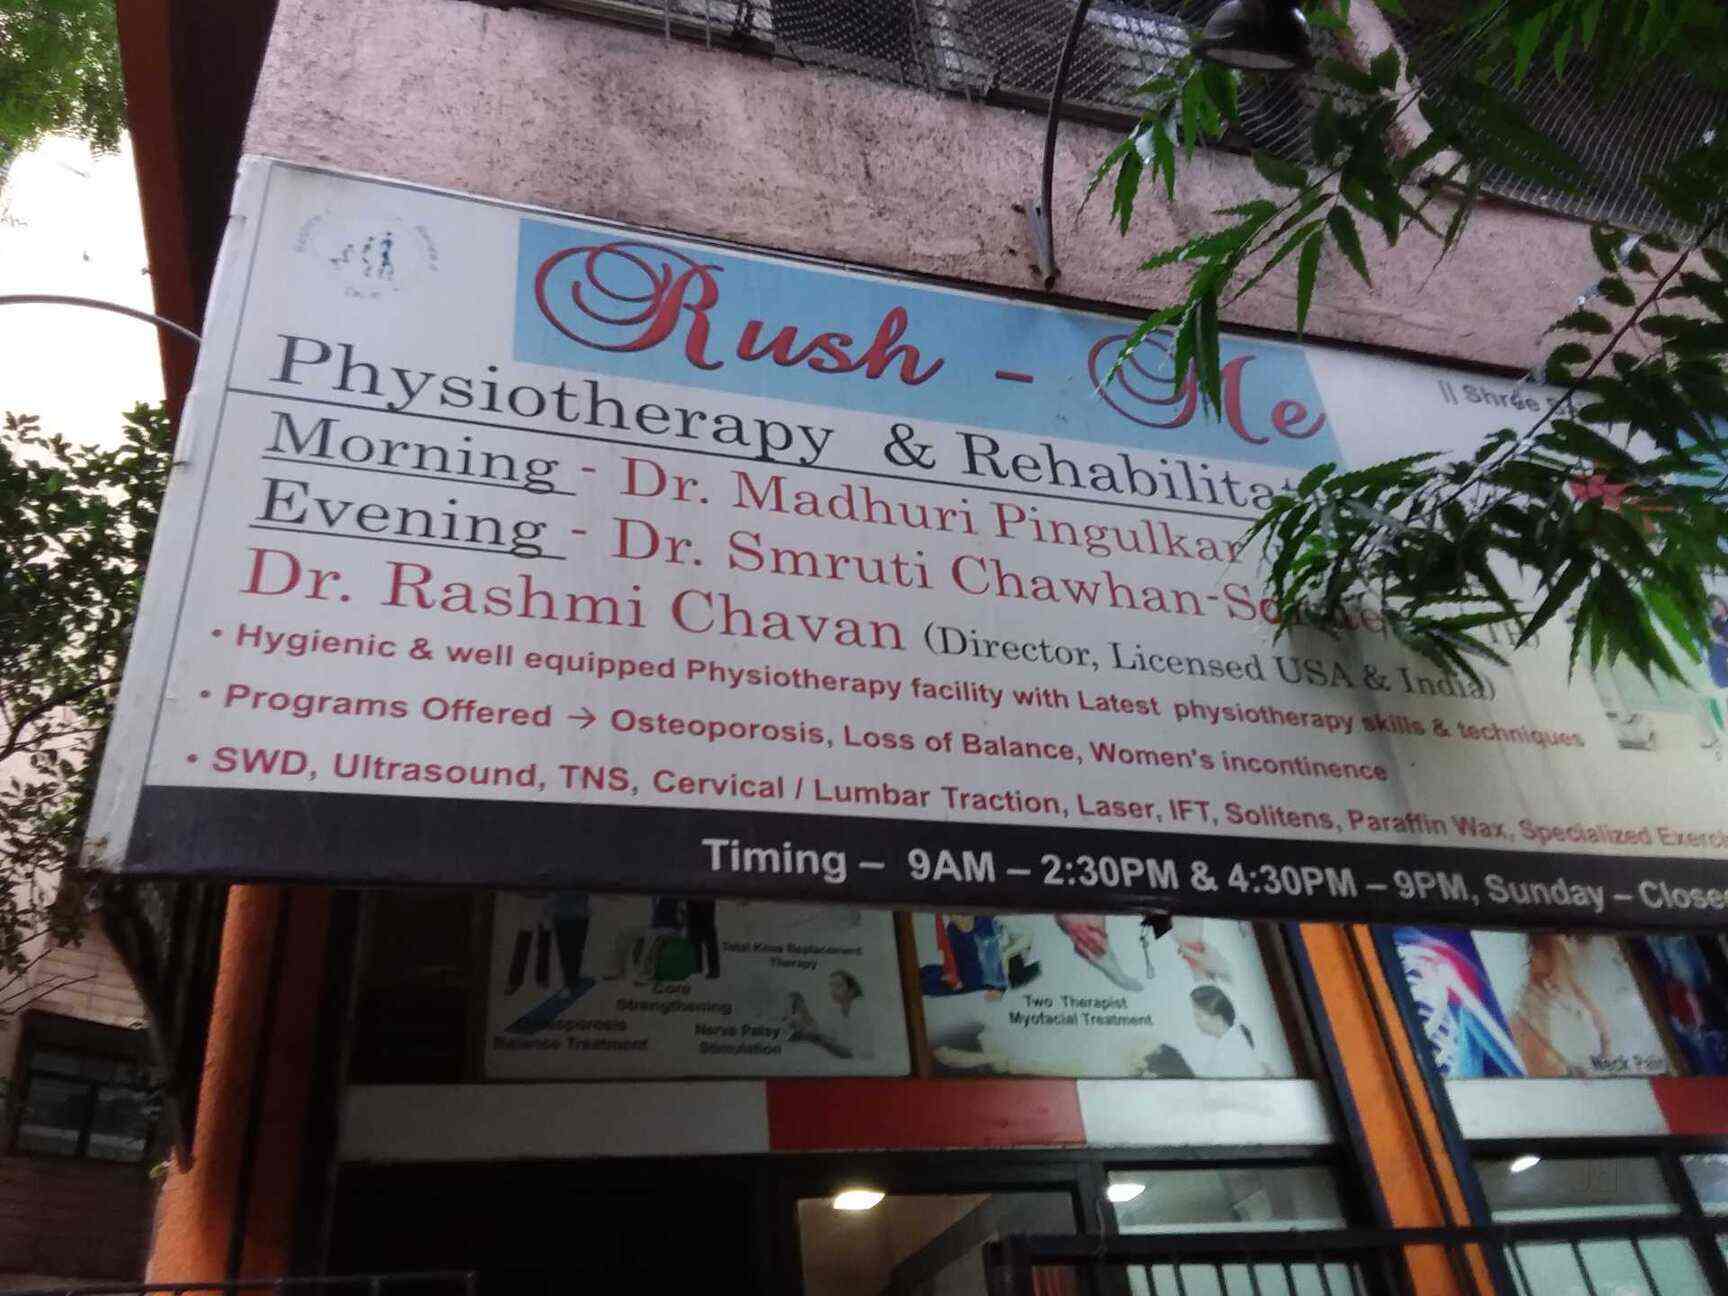 Rush - Me
|| Shree
Physiotherapy & Rehabilitat
Morning - Dr. Madhuri Pingulkar
Evening - Dr. Smruti Chawhan-
Dr. Rashmi Chavan (Director, Licensed USA & India)
• Hygienic & well equipped Physiotherapy facility with Latest physiotherapy skills & techniques
• Programs Offered → Osteoporosis, Loss of Balance, Women's incontinence
• SWD, Ultrasound, TNS, Cervical / Lumbar Traction, Laser, IFT, Solitens, Paraffin Wax, Specialized Exerci
Timing – 9AM – 2:30PM & 4:30PM – 9PM, Sunday – Close
Total Knee Replacement
Therapy
Core
Strengthening
Balance Treatment
Nerve Palsy
Stimulation
Two Therapist
Myofacial Treatment
Neck Pain